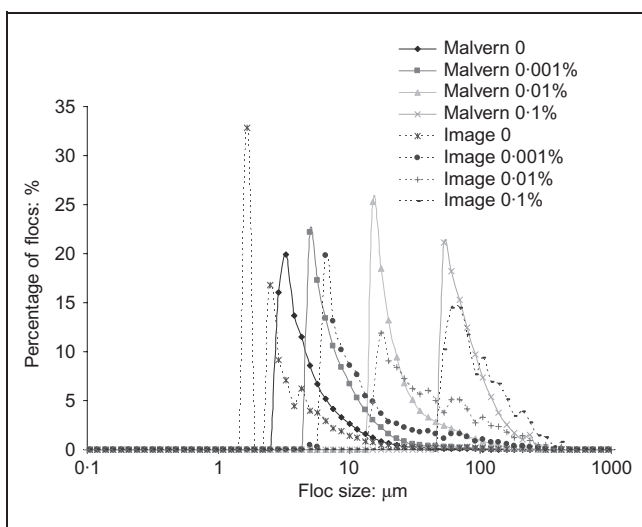 Malvern 0
Malvern 0·001%
Malvern 0·01%
Malvern 0·1%
Image 0
Image 0·001%
Image 0·01%
Image 0·1%
35
30
25
20
15
10
5
0
Percentage of flocs: %
0·1
1
10
100
1000
Floc size: μm